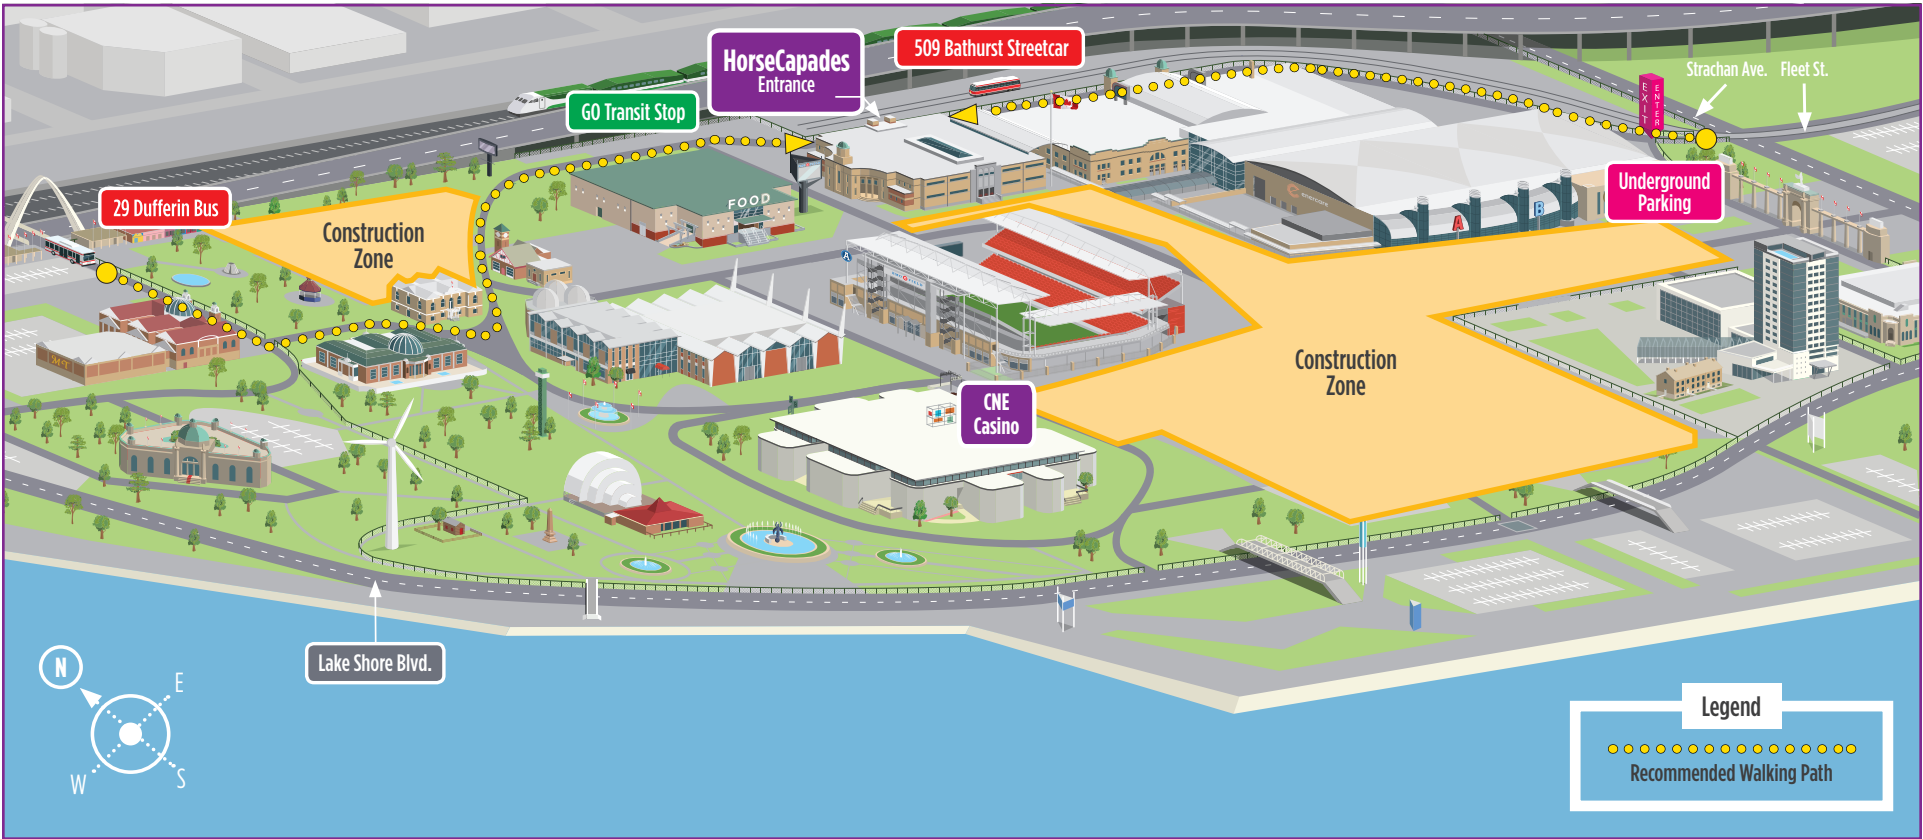 509 Bathurst Streetcar
HorseCapades
Entrance
Strachan Ave.
Fleet St.
EXIT
ENTER
GO Transit Stop
Underground
Parking
29 Dufferin Bus
FOOD
enercare
Construction
Zone
A
B
A
Construction
Zone
CNE
Casino
Lake Shore Blvd.
N
E
W
S
Legend
Recommended Walking Path